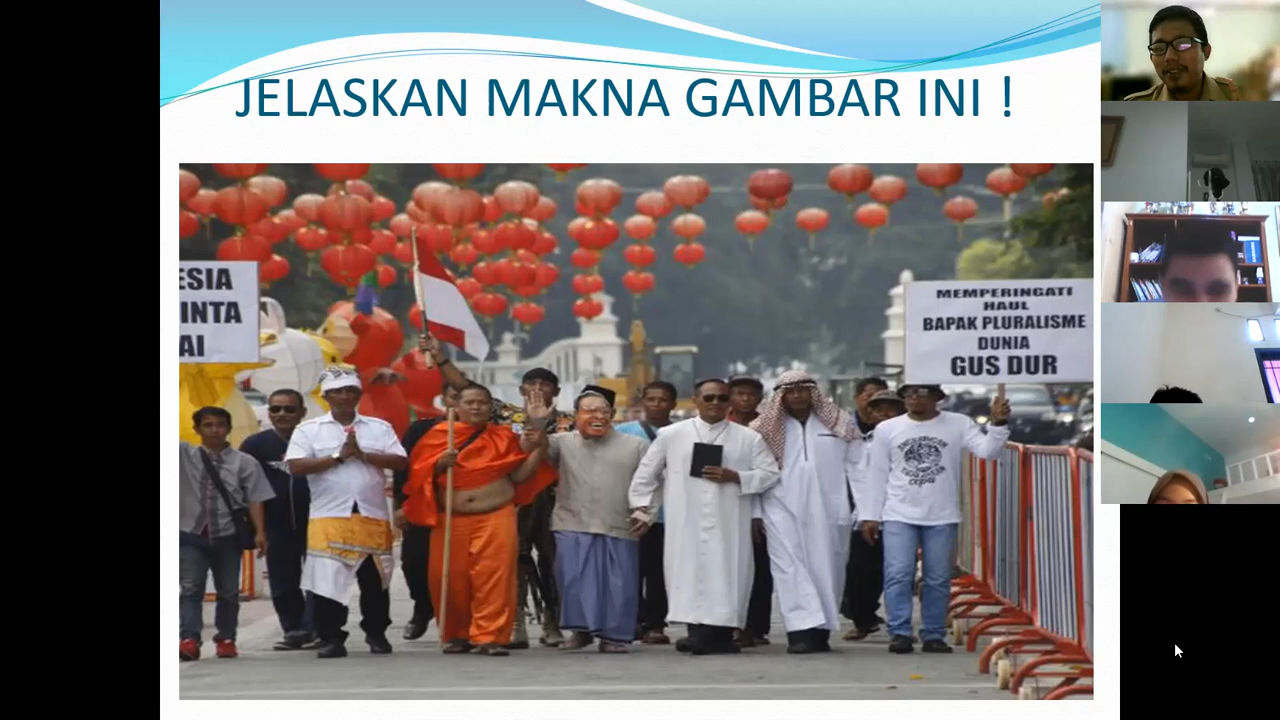 JELASKAN MAKNA GAMBAR INI !
ESIA
INTA
AI
MEMPERINGATI
HAUL
BAPAK PLURALISME
DUNIA
GUS DUR